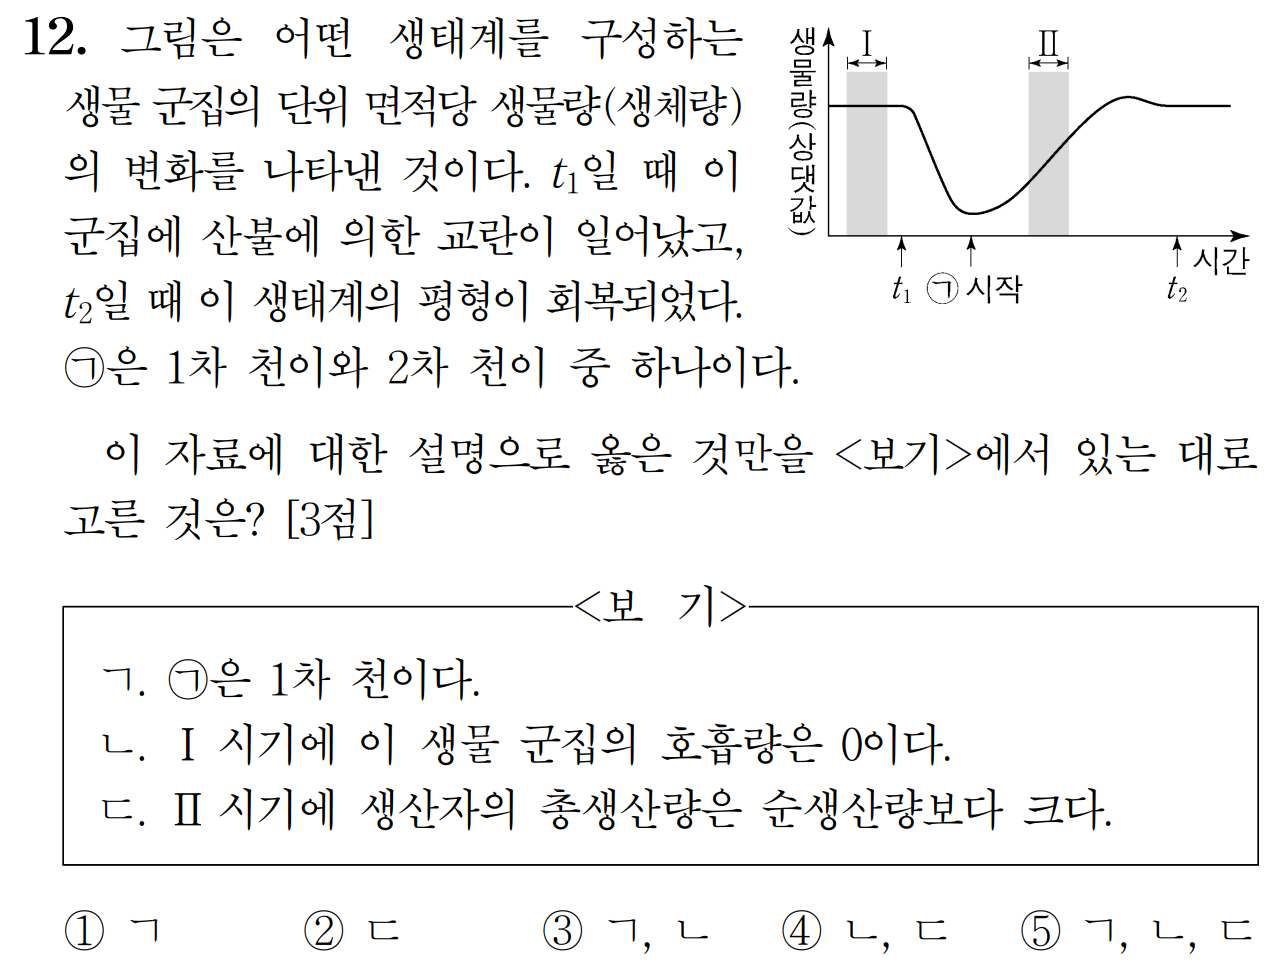 12. 그림은 어떤 생태계를 구성하는
생물 군집의 단위 면적당 생물량(생체량)
의 변화를 나타낸 것이다. t₁일 때 이
군집에 산불에 의한 교란이 일어났고,
t₂일 때 이 생태계의 평형이 회복되었다.
㉠은 1차 천이와 2차 천이 중 하나이다.
생물량(상댓값)
Ⅰ
Ⅱ
t₁
㉠ 시작
t₂
시간
이 자료에 대한 설명으로 옳은 것만을 <보기>에서 있는 대로
고른 것은? [3점]
<보 기>
ㄱ. ㉠은 1차 천이다.
ㄴ. Ⅰ 시기에 이 생물 군집의 호흡량은 0이다.
ㄷ. Ⅱ 시기에 생산자의 총생산량은 순생산량보다 크다.
① ㄱ ② ㄷ ③ ㄱ, ㄴ ④ ㄴ, ㄷ ⑤ ㄱ, ㄴ, ㄷ